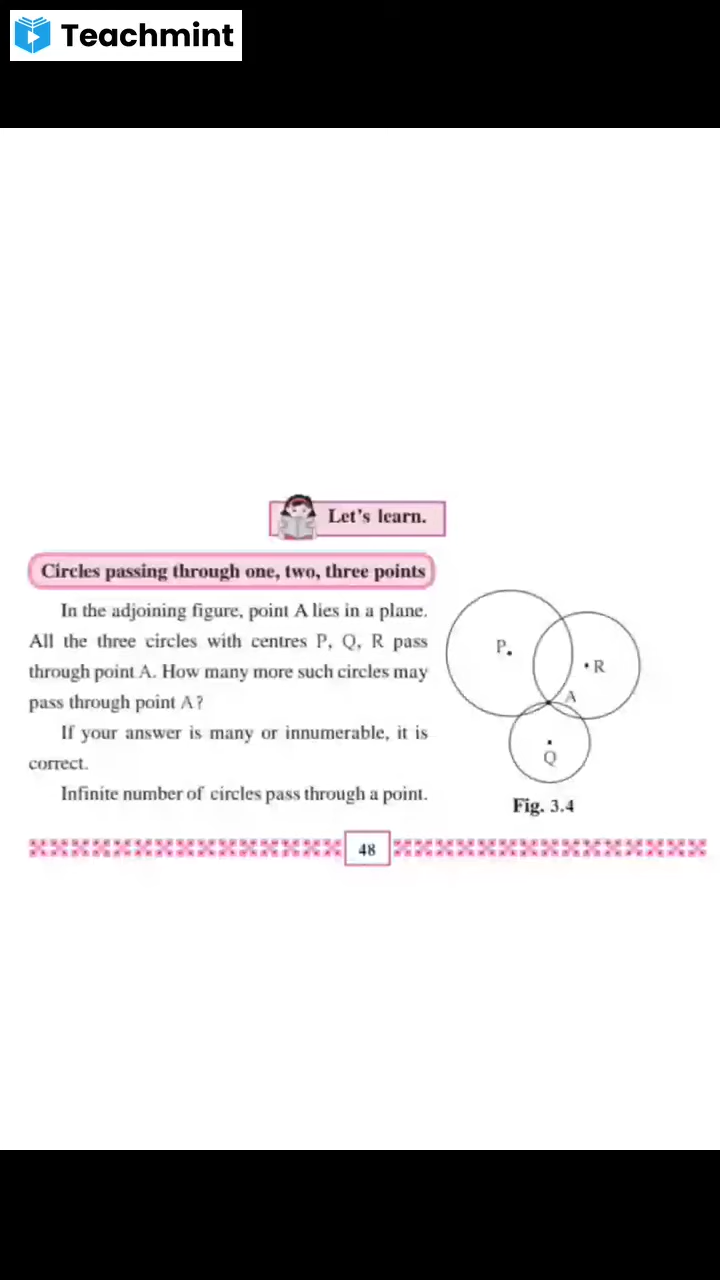 Teachmint
Let's learn.
Circles passing through one, two, three points
In the adjoining figure, point A lies in a plane.
All the three circles with centres P, Q, R pass
through point A. How many more such circles may
pass through point A?
If your answer is many or innumerable, it is
correct.
Infinite number of circles pass through a point.
P
R
A
Q
Fig. 3.4
48